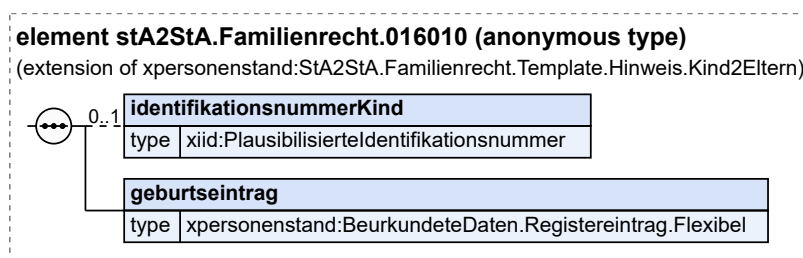 element stA2StA.Familienrecht.016010 (anonymous type)
(extension of xpersonenstand:StA2StA.Familienrecht.Template.Hinweis.Kind2Eltern)
0..1
identifikationsnummerKind
type xiid:PlausibilisierteIdentifikationsnummer
geburtseintrag
type xpersonenstand:BeurkundeteDaten.Registereintrag.Flexibel